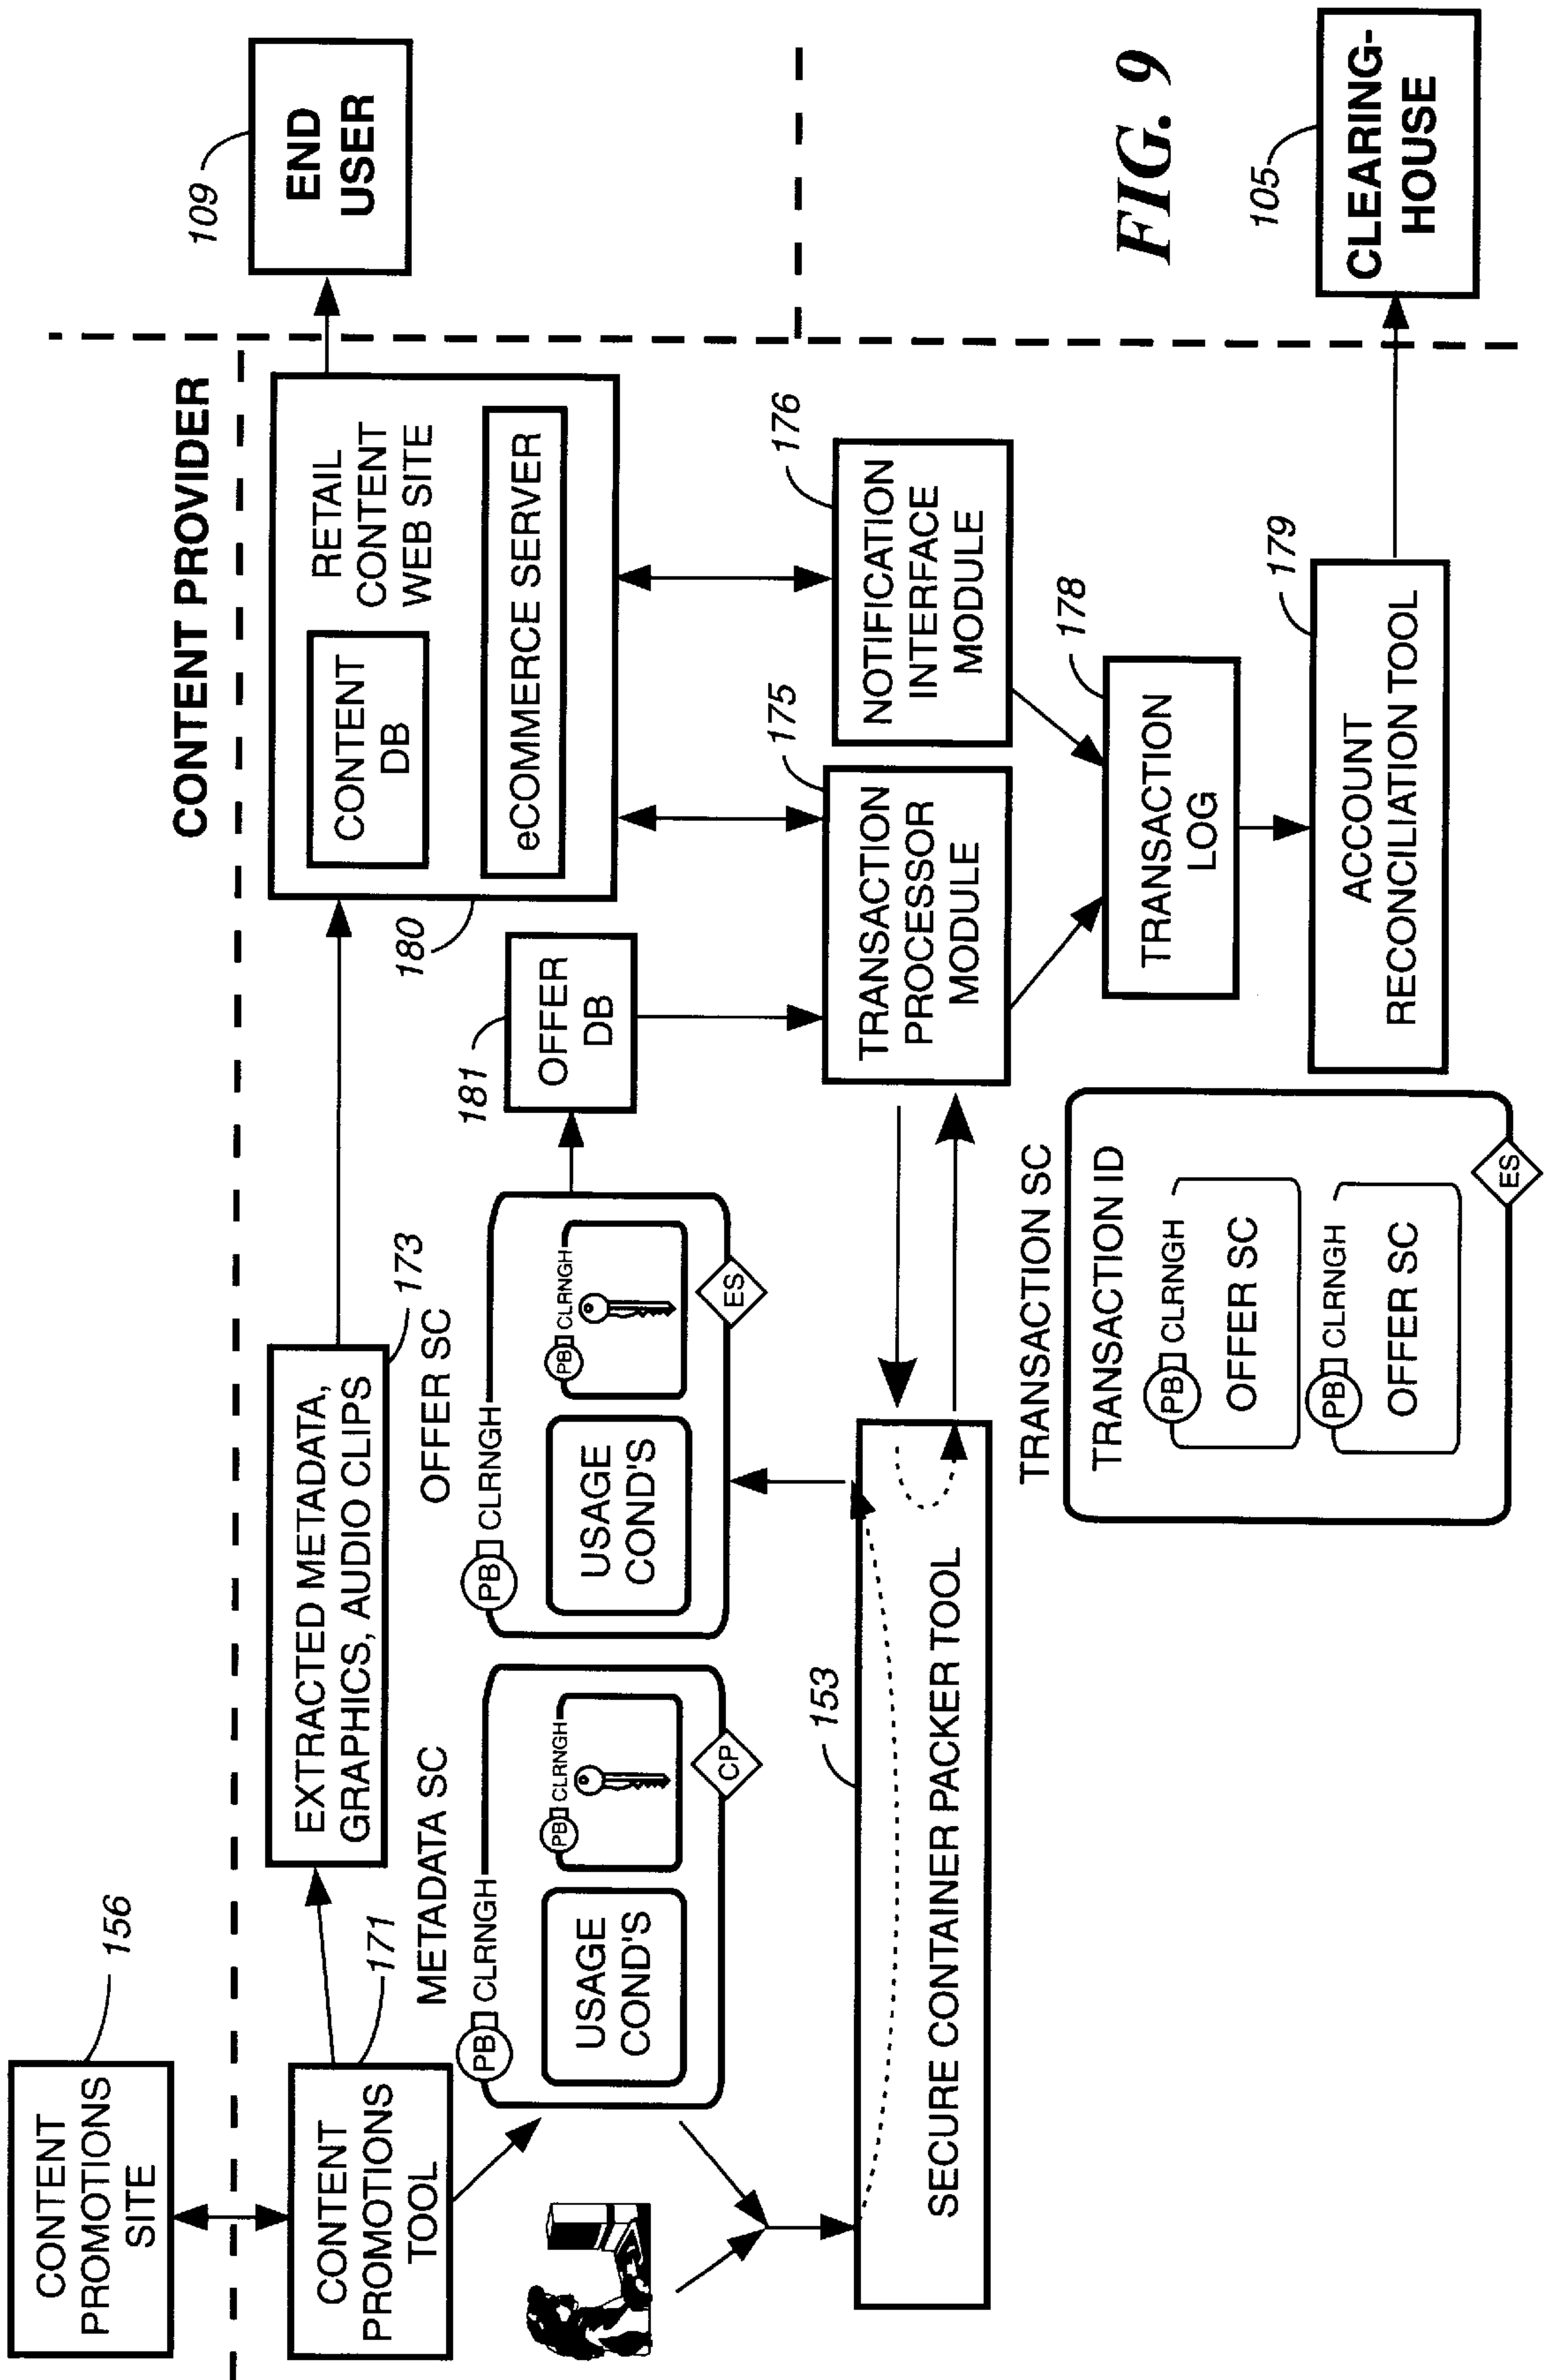 CONTENT PROVIDER
156
CONTENT
PROMOTIONS
SITE
109
END
USER
171
CONTENT
PROMOTIONS
TOOL
173
EXTRACTED METADATA,
GRAPHICS, AUDIO CLIPS
180
RETAIL
CONTENT
WEB SITE
CONTENT
DB
eCOMMERCE SERVER
METADATA SC
PB CLRNGH
USAGE
COND'S
PB CLRNGH
CP
OFFER SC
PB CLRNGH
USAGE
COND'S
PB CLRNGH
ES
181
OFFER
DB
153
SECURE CONTAINER PACKER TOOL
175
TRANSACTION
PROCESSOR
MODULE
176
NOTIFICATION
INTERFACE
MODULE
TRANSACTION SC
TRANSACTION ID
PB CLRNGH
OFFER SC
PB CLRNGH
OFFER SC
ES
178
TRANSACTION
LOG
179
ACCOUNT
RECONCILIATION TOOL
105
CLEARING-
HOUSE
FIG. 9